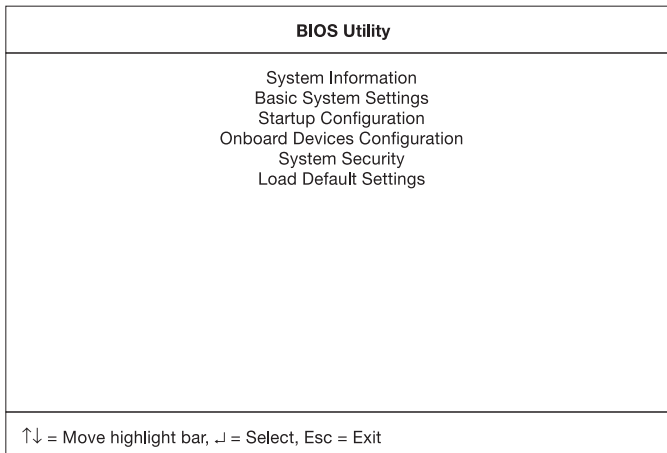 BIOS Utility
System Information
Basic System Settings
Startup Configuration
Onboard Devices Configuration
System Security
Load Default Settings
↑↓ = Move highlight bar, ↵ = Select, Esc = Exit